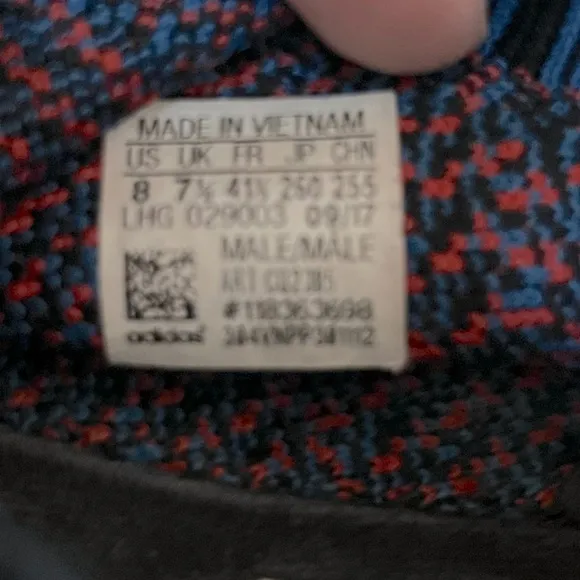 MADE IN VIETNAM
US UK FR JP CHN
8 7½ 41⅓ 260 255
LHG 029003 09/17
MALE/MALE
ART
#118363698
adidas